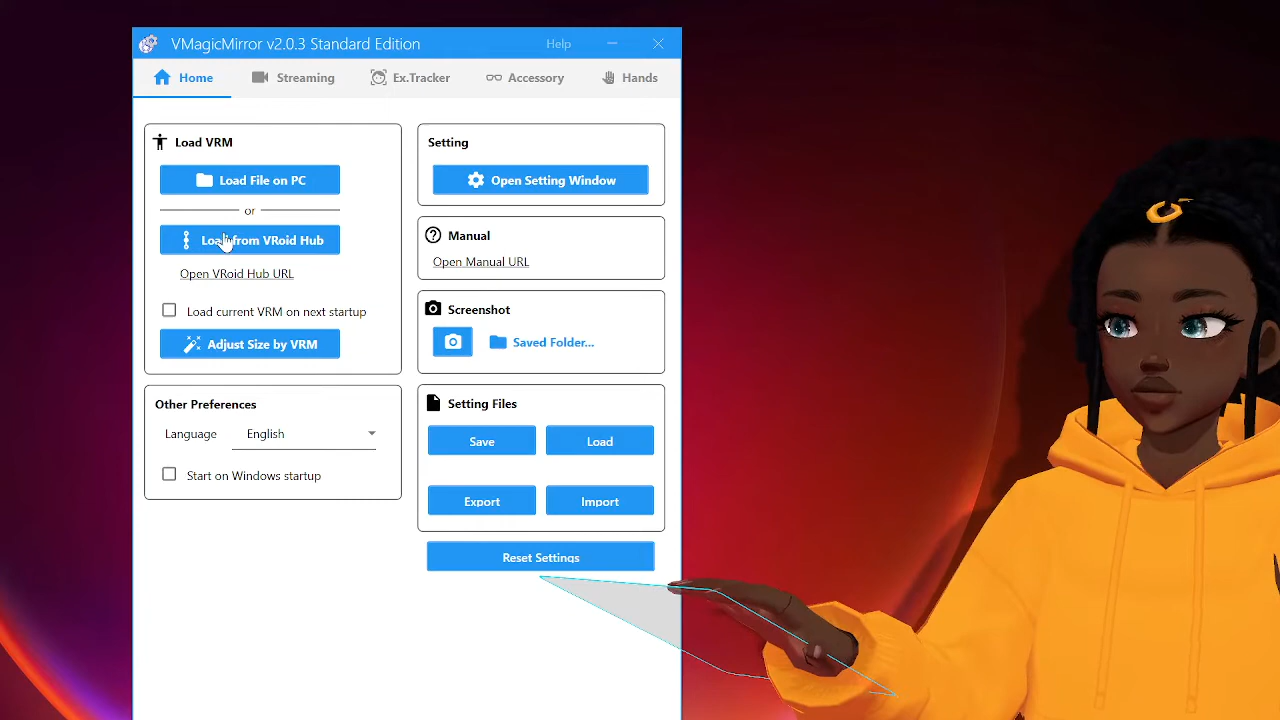 VMagicMirror v2.0.3 Standard Edition
Help
Home
Streaming
Ex.Tracker
Accessory
Hands
Load VRM
Load File on PC
or
Load from VRoid Hub
Open VRoid Hub URL
Load current VRM on next startup
Adjust Size by VRM
Other Preferences
Language English
Start on Windows startup
Setting
Open Setting Window
Manual
Open Manual URL
Screenshot
Saved Folder...
Setting Files
Save
Load
Export
Import
Reset Settings